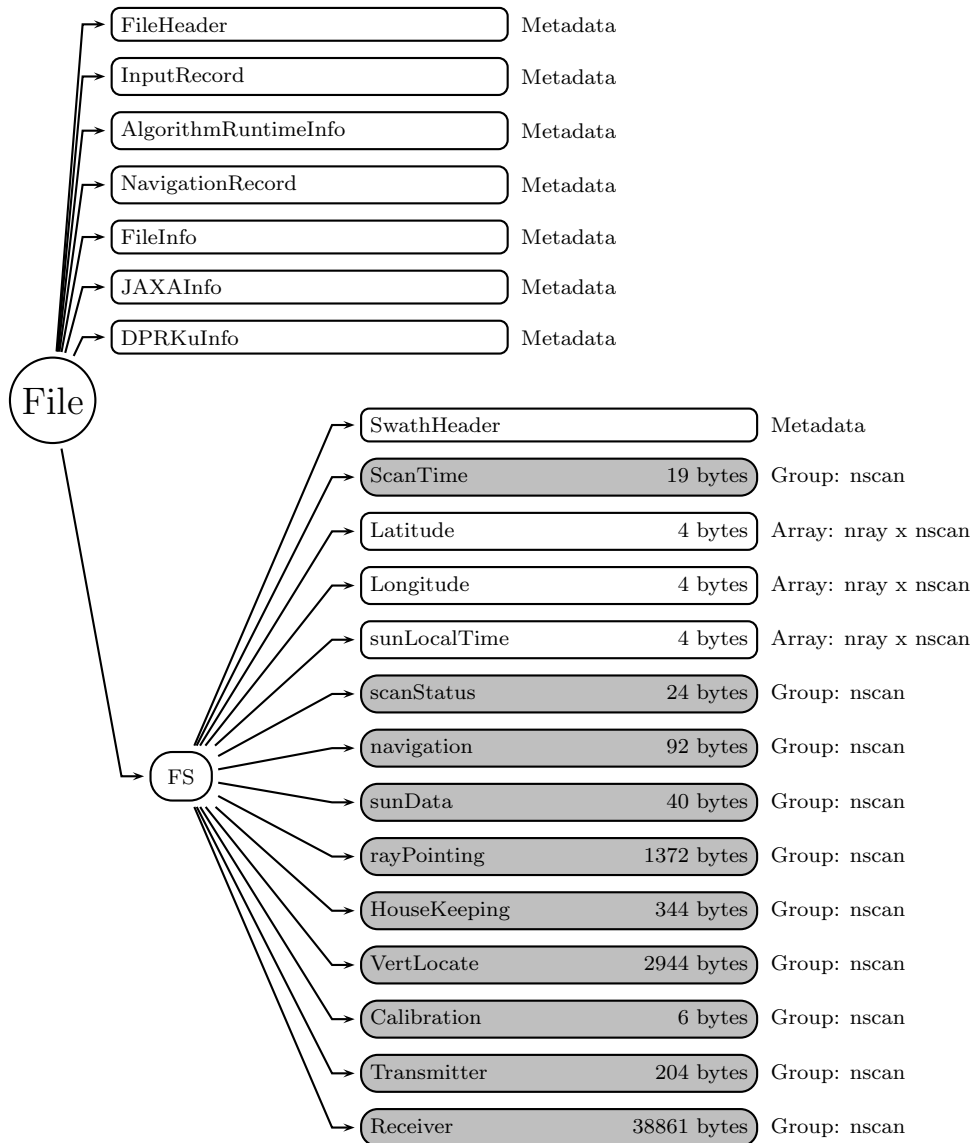 FileHeader Metadata
InputRecord Metadata
AlgorithmRuntimeInfo Metadata
NavigationRecord Metadata
FileInfo Metadata
JAXAInfo Metadata
DPRKuInfo Metadata
File
SwathHeader Metadata
ScanTime 19 bytes Group: nscan
Latitude 4 bytes Array: nray x nscan
Longitude 4 bytes Array: nray x nscan
sunLocalTime 4 bytes Array: nray x nscan
scanStatus 24 bytes Group: nscan
navigation 92 bytes Group: nscan
FS
sunData 40 bytes Group: nscan
rayPointing 1372 bytes Group: nscan
HouseKeeping 344 bytes Group: nscan
VertLocate 2944 bytes Group: nscan
Calibration 6 bytes Group: nscan
Transmitter 204 bytes Group: nscan
Receiver 38861 bytes Group: nscan